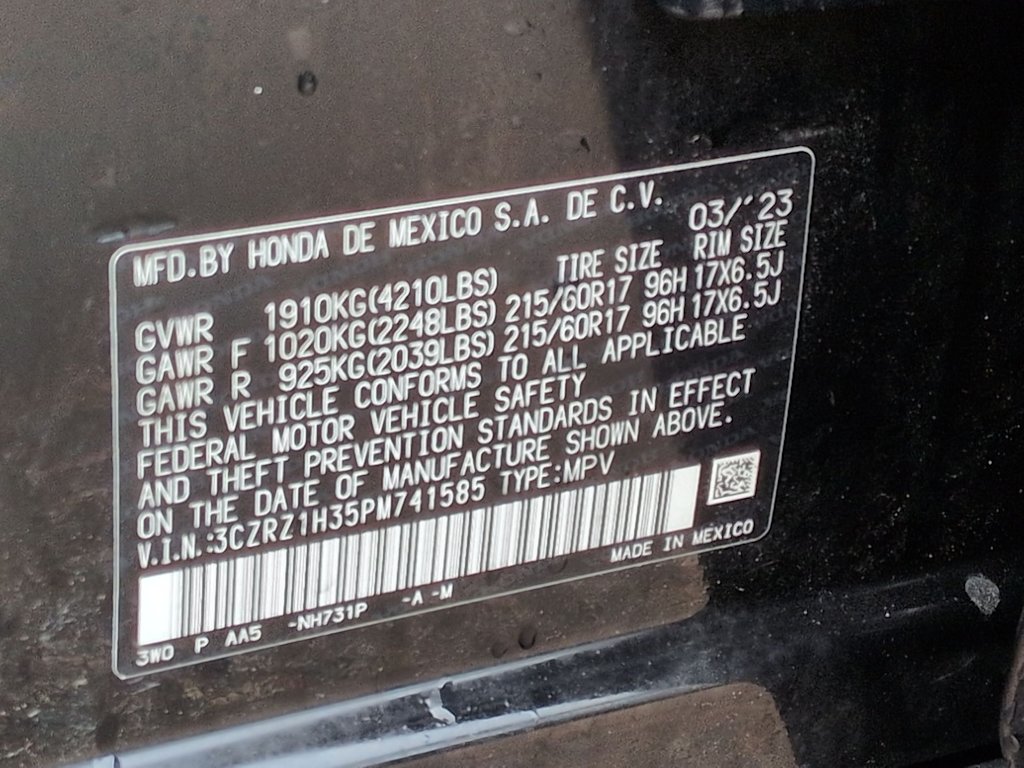 MFD.BY HONDA DE MEXICO S.A. DE C.V. 03/'23
GVWR 1910KG(4210LBS) TIRE SIZE RIM SIZE
GAWR F 1020KG(2248LBS) 215/60R17 96H 17X6.5J
GAWR R 925KG(2039LBS) 215/60R17 96H 17X6.5J
THIS VEHICLE CONFORMS TO ALL APPLICABLE
FEDERAL MOTOR VEHICLE SAFETY
AND THEFT PREVENTION STANDARDS IN EFFECT
ON THE DATE OF MANUFACTURE SHOWN ABOVE.
V.I.N.:3CZRZ1H35PM741585 TYPE:MPV
MADE IN MEXICO
3W0 P AA5 -NH731P -A -M